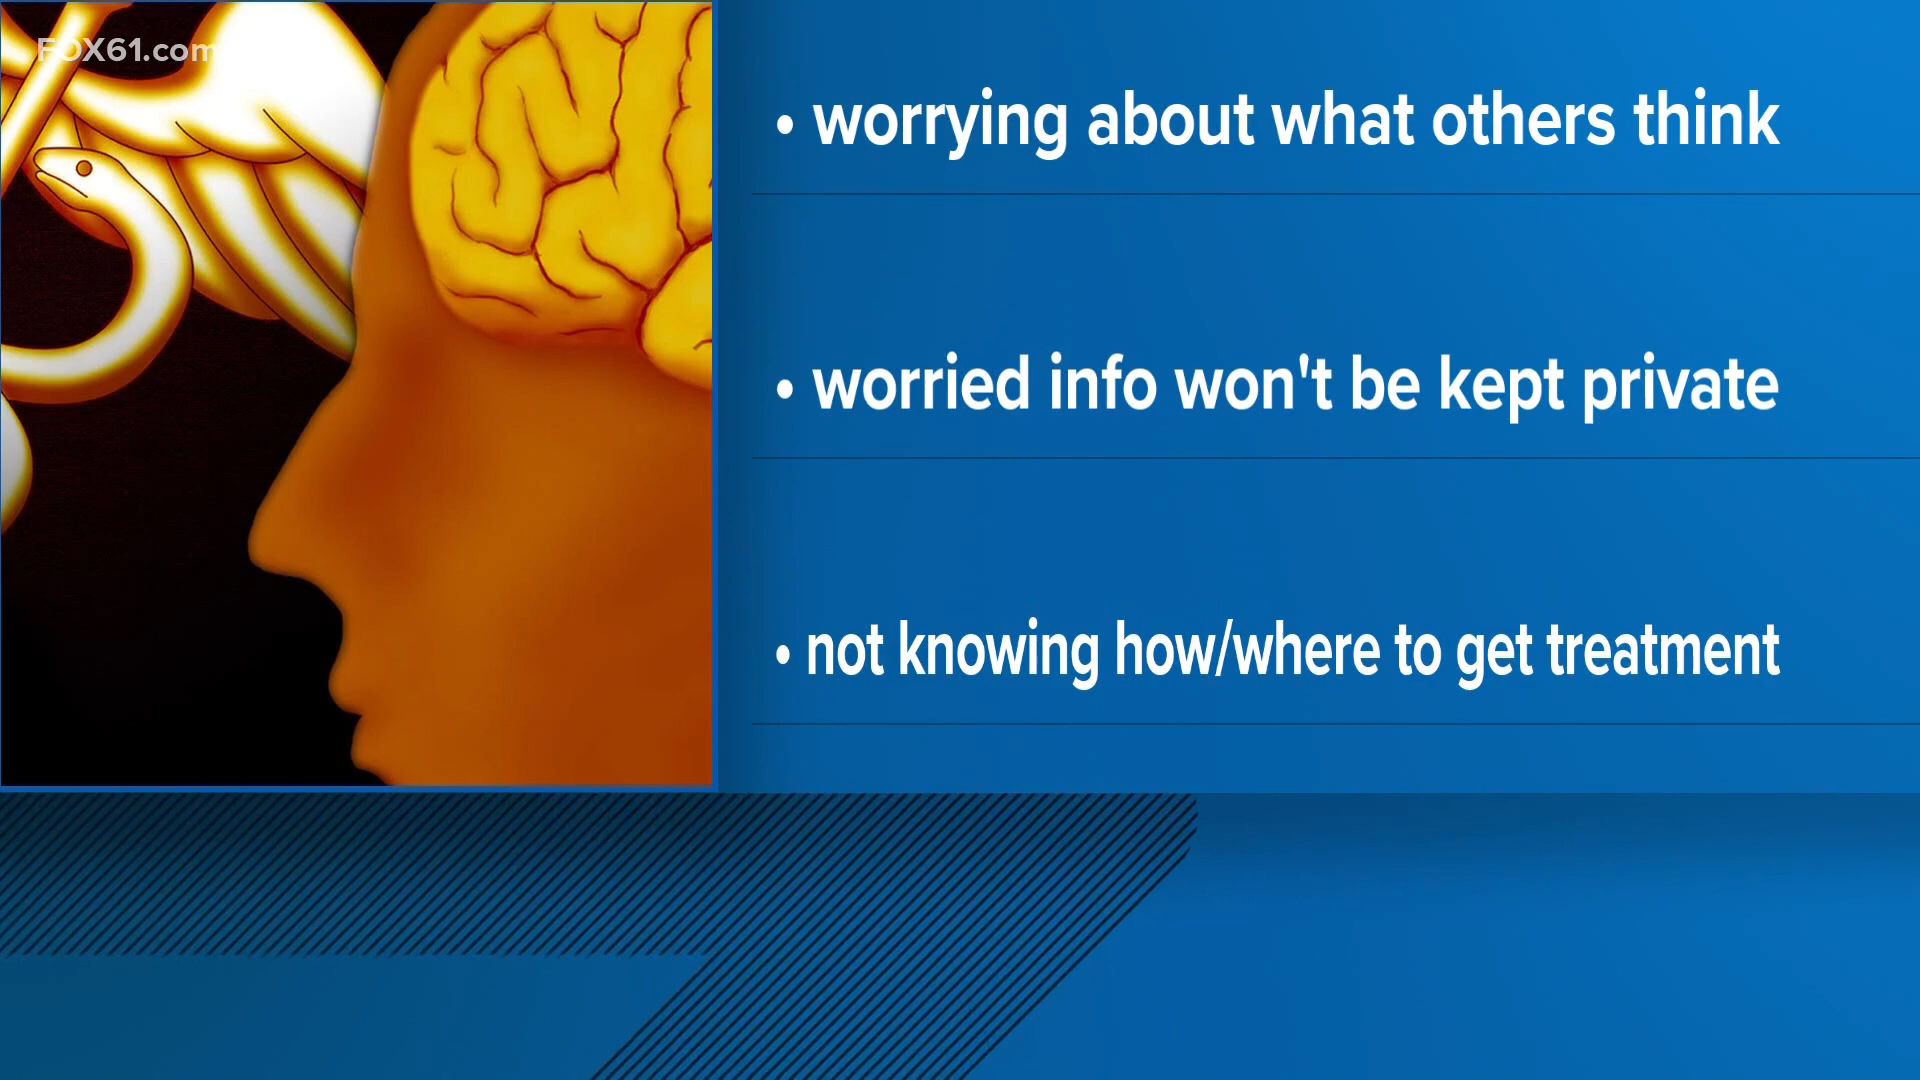 FOX61.com
• worrying about what others think
• worried info won't be kept private
• not knowing how/where to get treatment